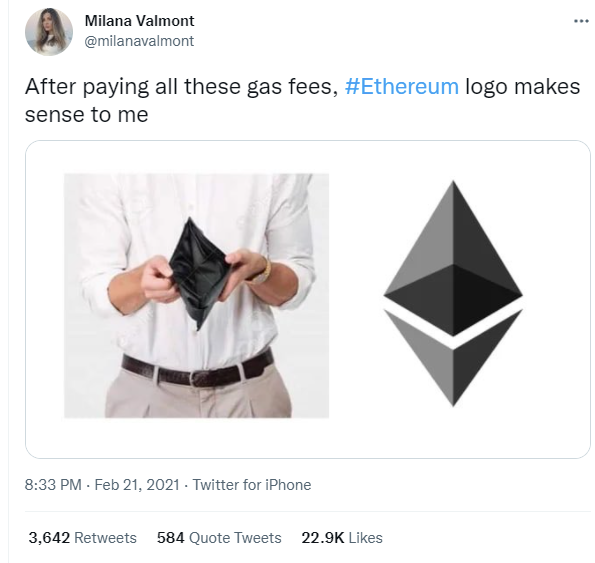 Milana Valmont
@milanavalmont
After paying all these gas fees, #Ethereum logo makes
sense to me
8:33 PM · Feb 21, 2021 · Twitter for iPhone
3,642 Retweets 584 Quote Tweets 22.9K Likes